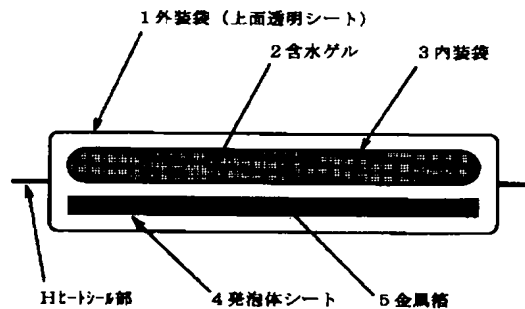 1外装袋（上面透明シート）
2含水ゲル
3内装袋
Hﾋｰﾄｼｰﾙ部
4発泡体シート
5金属箔